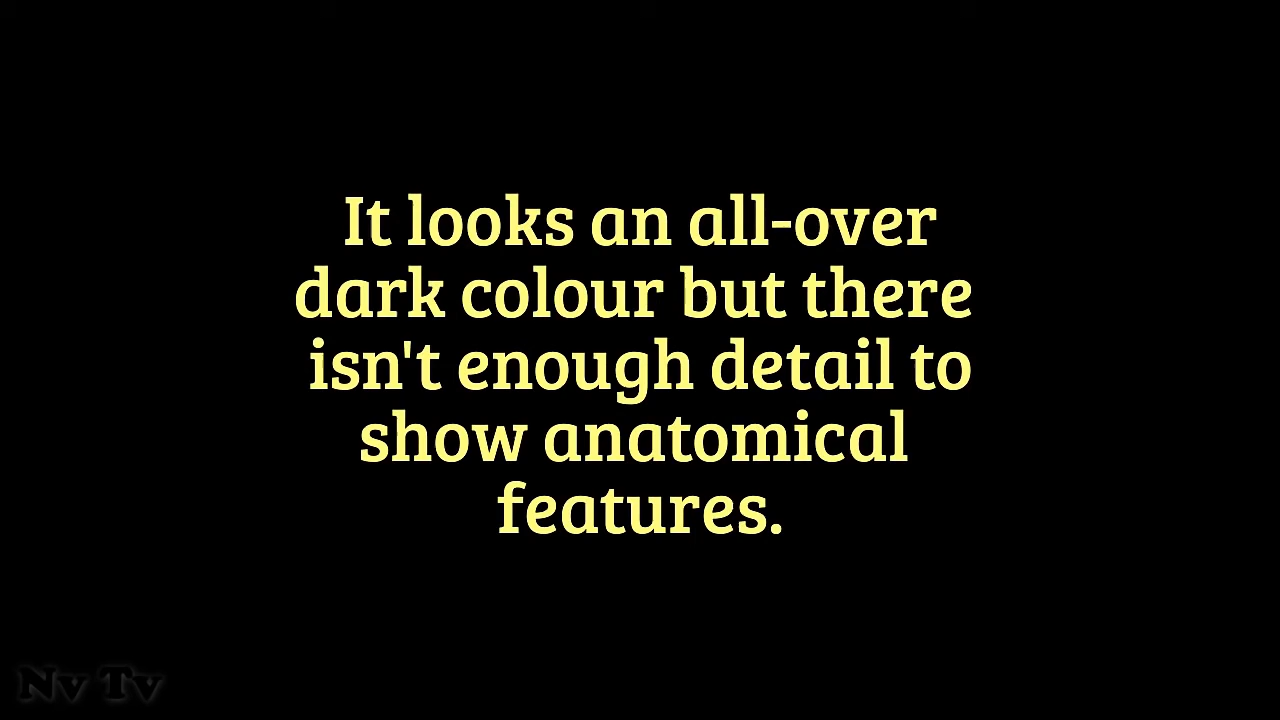 It looks an all-over
dark colour but there
isn't enough detail to
show anatomical
features.
Nv Tv